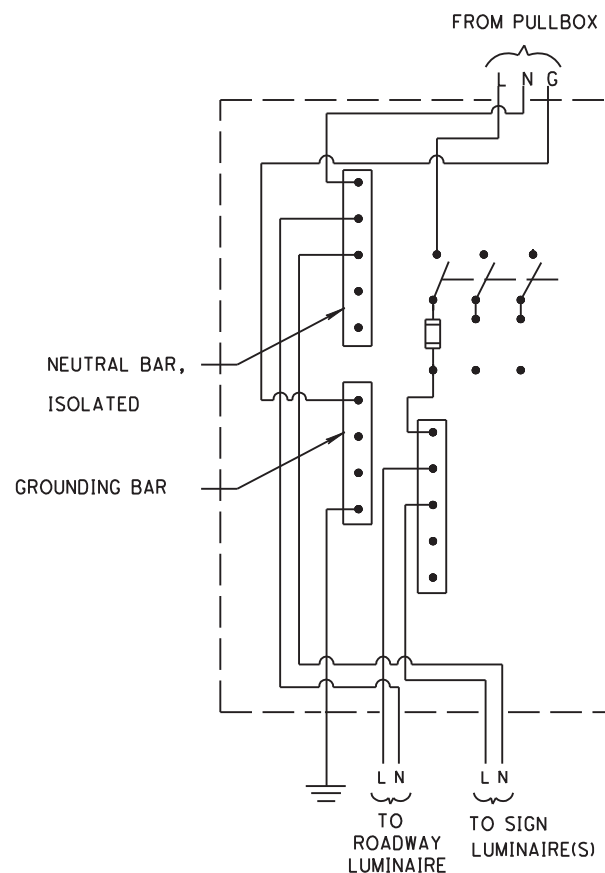 FROM PULLBOX
L N G
NEUTRAL BAR,
ISOLATED
GROUNDING BAR
L N
L N
TO
ROADWAY
LUMINAIRE
TO SIGN
LUMINAIRE(S)